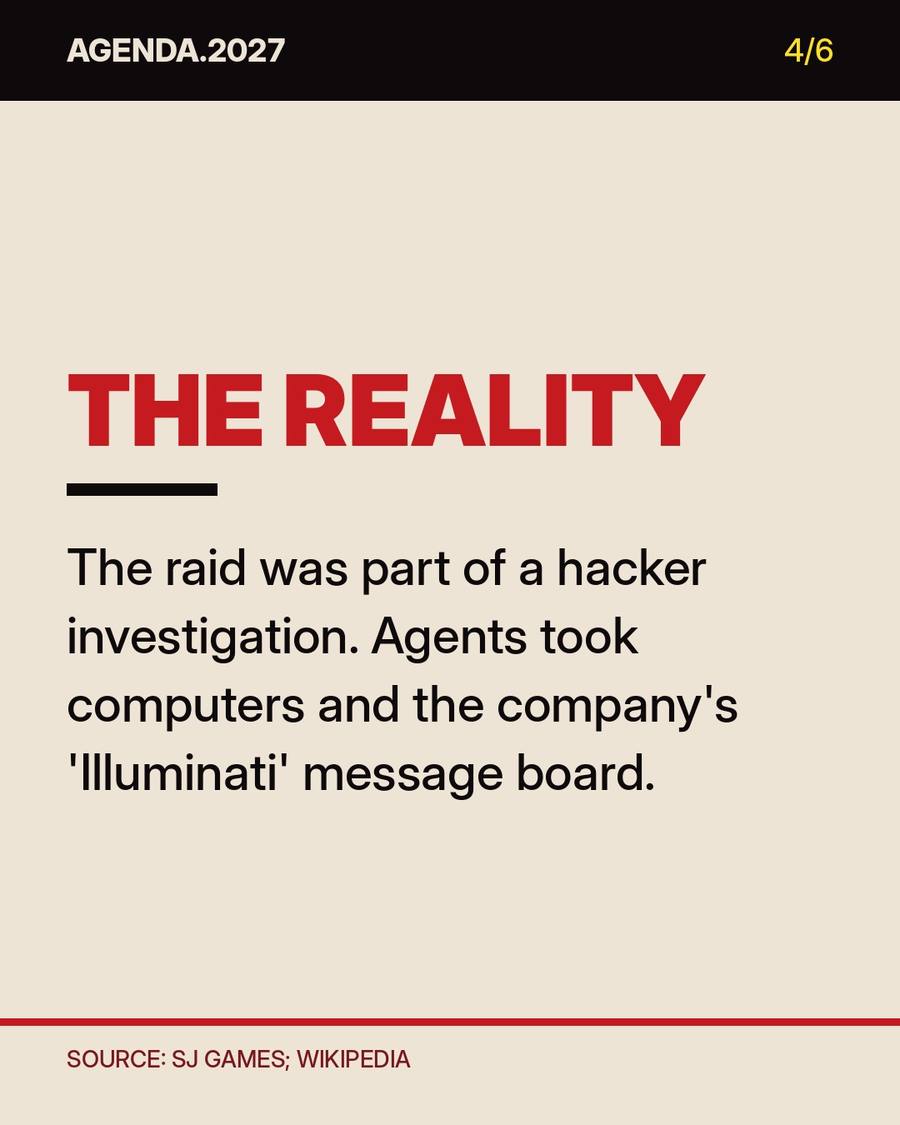 AGENDA.2027
4/6
THE REALITY
The raid was part of a hacker
investigation. Agents took
computers and the company's
'Illuminati' message board.
SOURCE: SJ GAMES; WIKIPEDIA